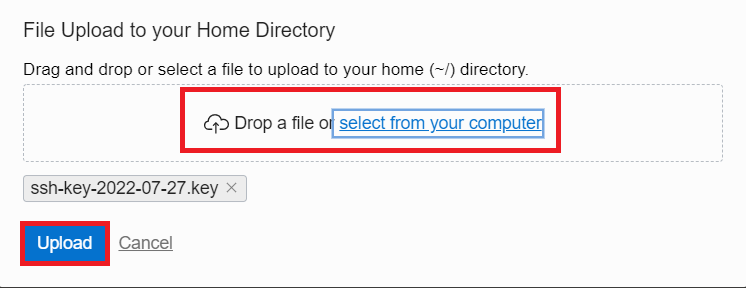 File Upload to your Home Directory
Drag and drop or select a file to upload to your home (~/) directory.
Drop a file or select from your computer
ssh-key-2022-07-27.key ×
Upload Cancel